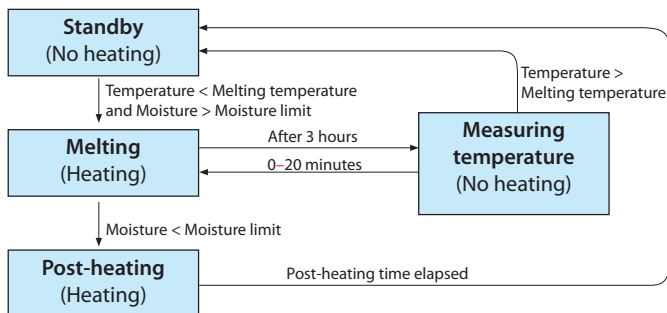 Standby
(No heating)
Temperature >
Melting temperature
Temperature < Melting temperature
and Moisture > Moisture limit
Melting
(Heating)
After 3 hours
0–20 minutes
Measuring
temperature
(No heating)
Moisture < Moisture limit
Post-heating
(Heating)
Post-heating time elapsed